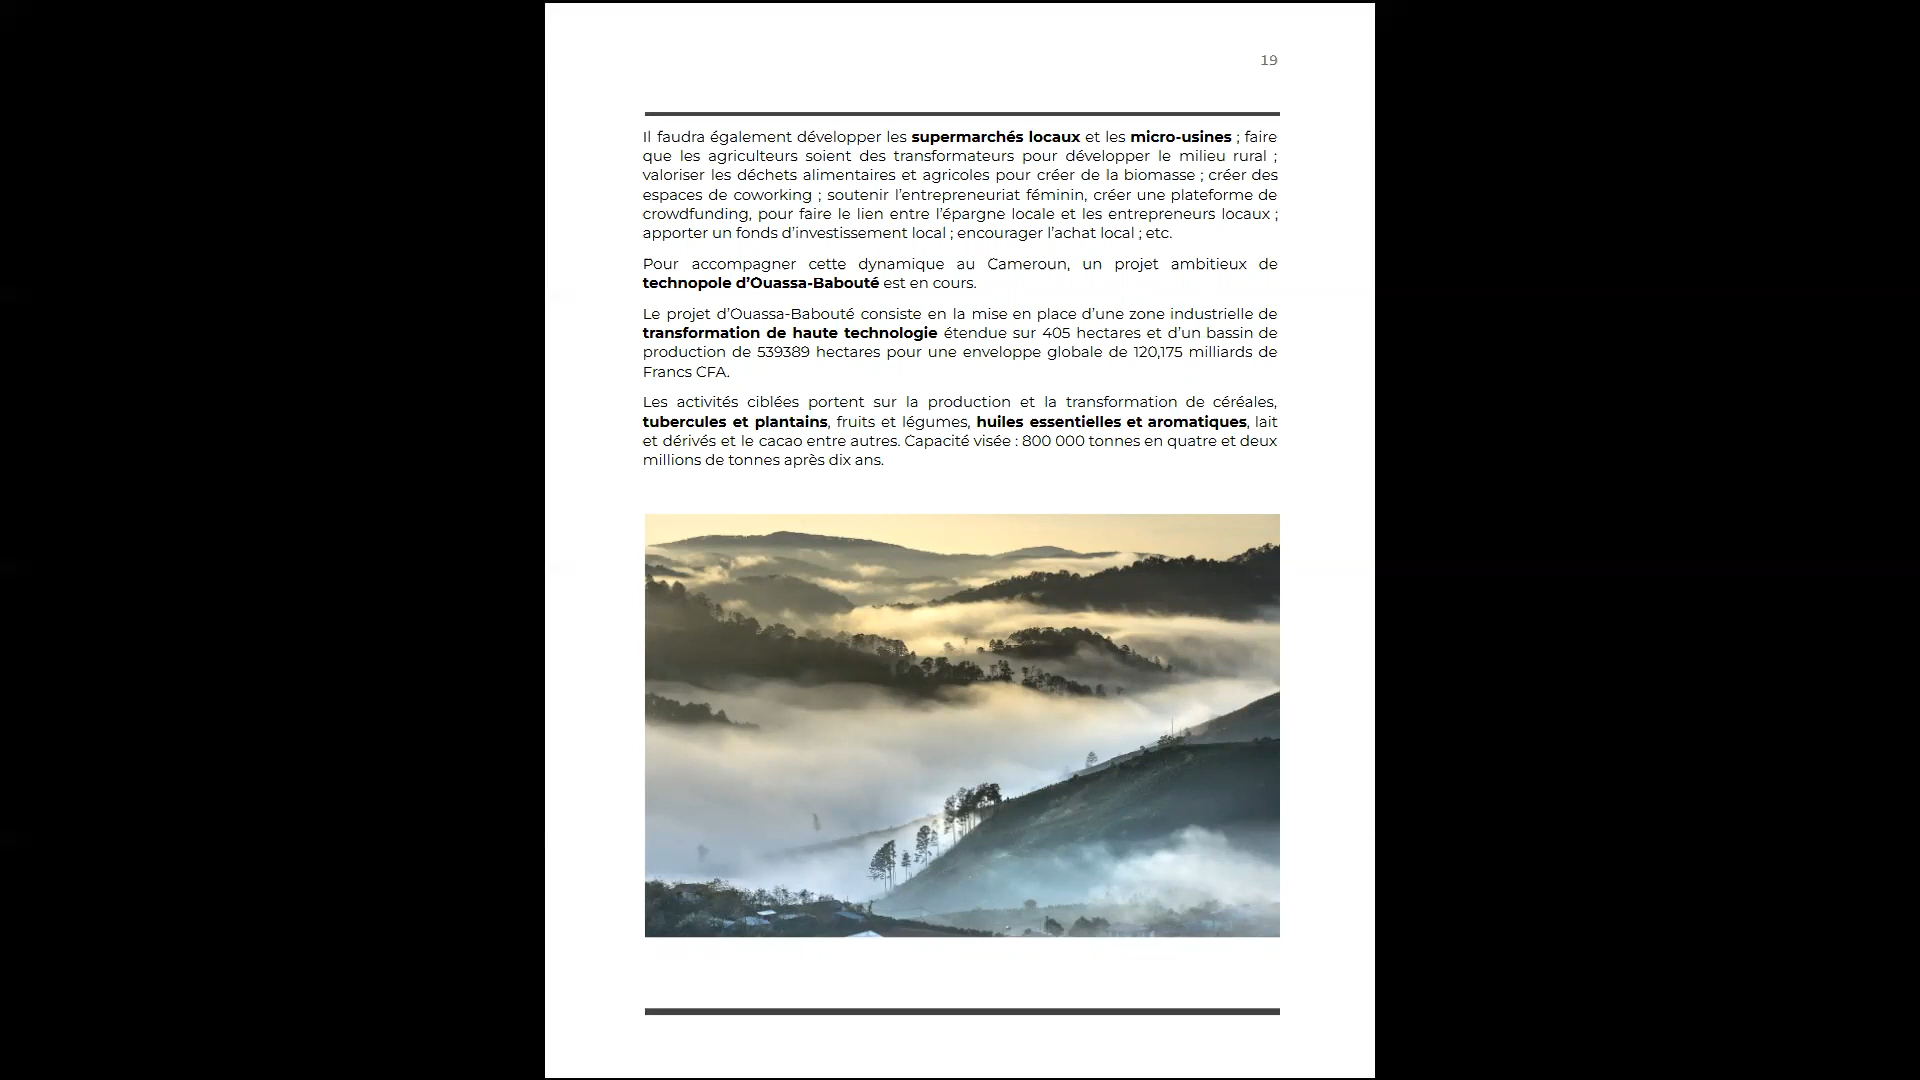 19
Il faudra également développer les supermarchés locaux et les micro-usines ; faire
que les agriculteurs soient des transformateurs pour développer le milieu rural ;
valoriser les déchets alimentaires et agricoles pour créer de la biomasse ; créer des
espaces de coworking ; soutenir l’entrepreneuriat féminin, créer une plateforme de
crowdfunding, pour faire le lien entre l’épargne locale et les entrepreneurs locaux ;
apporter un fonds d’investissement local ; encourager l’achat local ; etc.
Pour accompagner cette dynamique au Cameroun, un projet ambitieux de
technopole d’Ouassa-Babouté est en cours.
Le projet d’Ouassa-Babouté consiste en la mise en place d’une zone industrielle de
transformation de haute technologie étendue sur 405 hectares et d’un bassin de
production de 539389 hectares pour une enveloppe globale de 120,175 milliards de
Francs CFA.
Les activités ciblées portent sur la production et la transformation de céréales,
tubercules et plantains, fruits et légumes, huiles essentielles et aromatiques, lait
et dérivés et le cacao entre autres. Capacité visée : 800 000 tonnes en quatre et deux
millions de tonnes après dix ans.